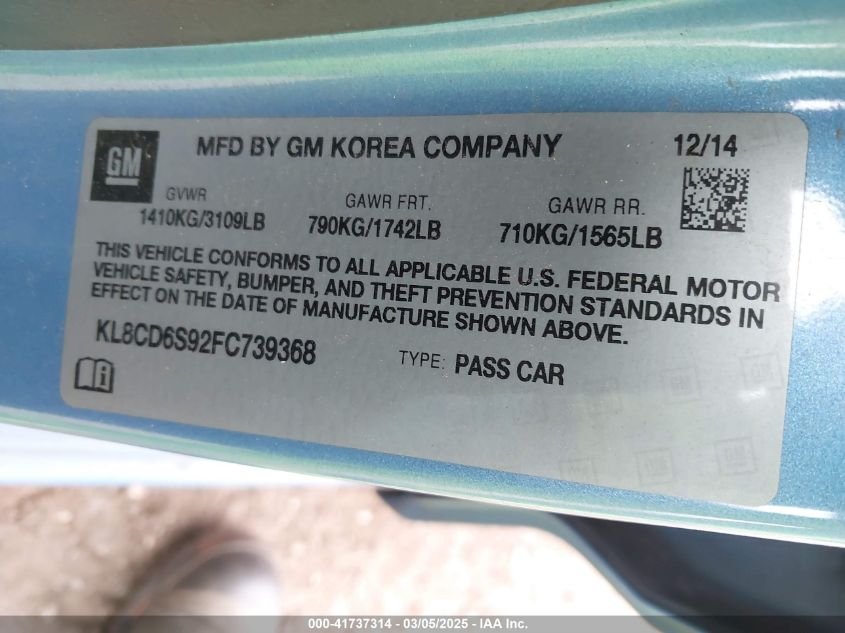 GM
MFD BY GM KOREA COMPANY 12/14
GVWR GAWR FRT. GAWR RR.
1410KG/3109LB 790KG/1742LB 710KG/1565LB
THIS VEHICLE CONFORMS TO ALL APPLICABLE U.S. FEDERAL MOTOR
VEHICLE SAFETY, BUMPER, AND THEFT PREVENTION STANDARDS IN
EFFECT ON THE DATE OF MANUFACTURE SHOWN ABOVE.
KL8CD6S92FC739368 TYPE: PASS CAR
000-41737314 - 03/05/2025 - IAA Inc.